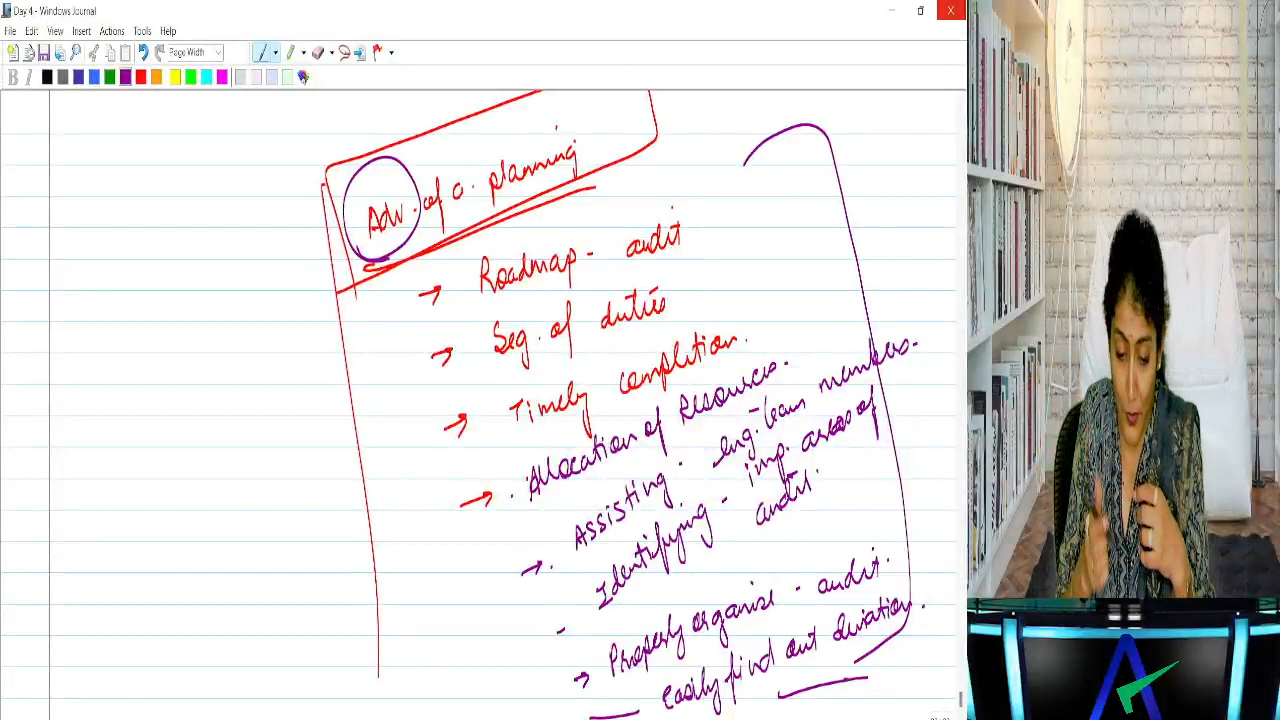 Day 4 - Windows Journal
File Edit View Insert Actions Tools Help
Page Width
B I
Adv. of a. planning
→ Roadmap - audit
→ Seg. of duties
→ Timely completion.
→ Allocation of Resources.
→ Assisting. eng. team members.
- Identifying - imp. areas of
audit.
→ Properly organise - audit.
easily find out deviation.